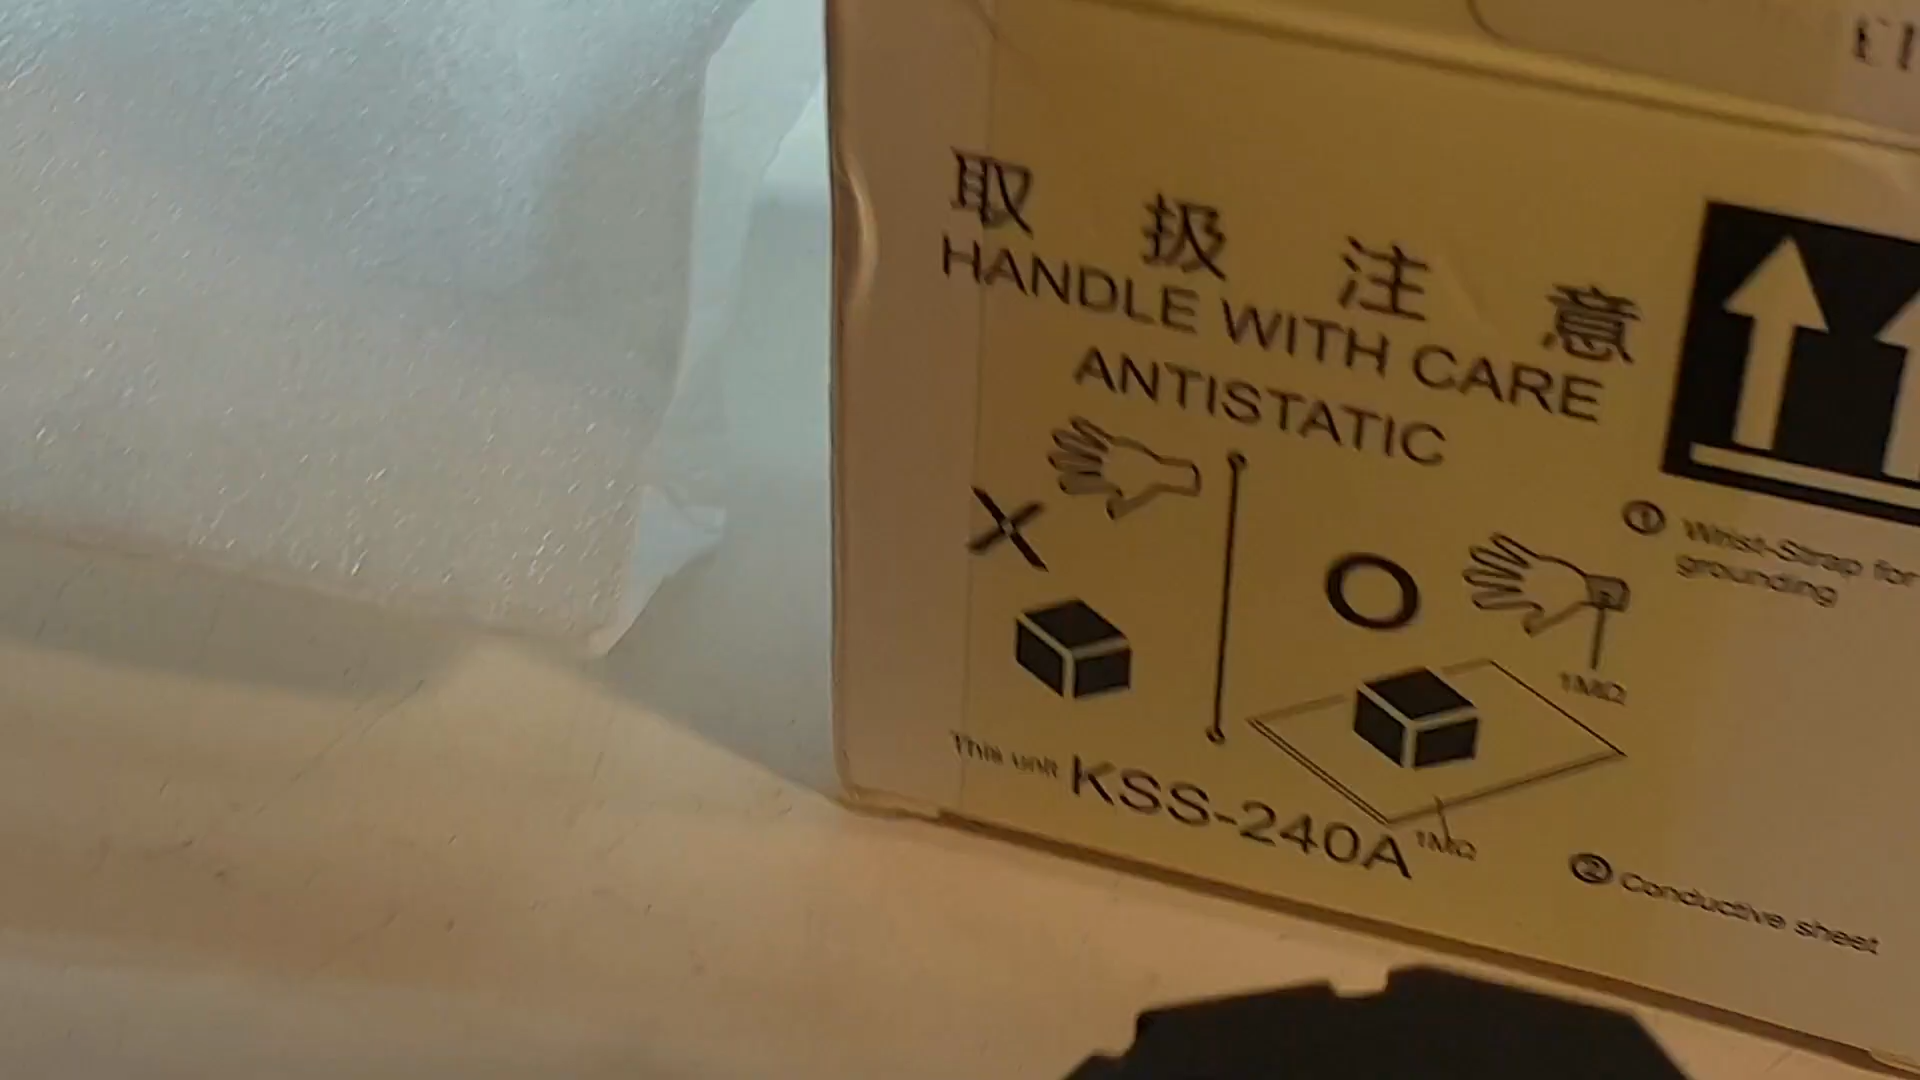 取扱注意
HANDLE WITH CARE
ANTISTATIC
① Wrist-Strap for
grounding
1MΩ
This unit KSS-240A
1MΩ
② Conductive sheet